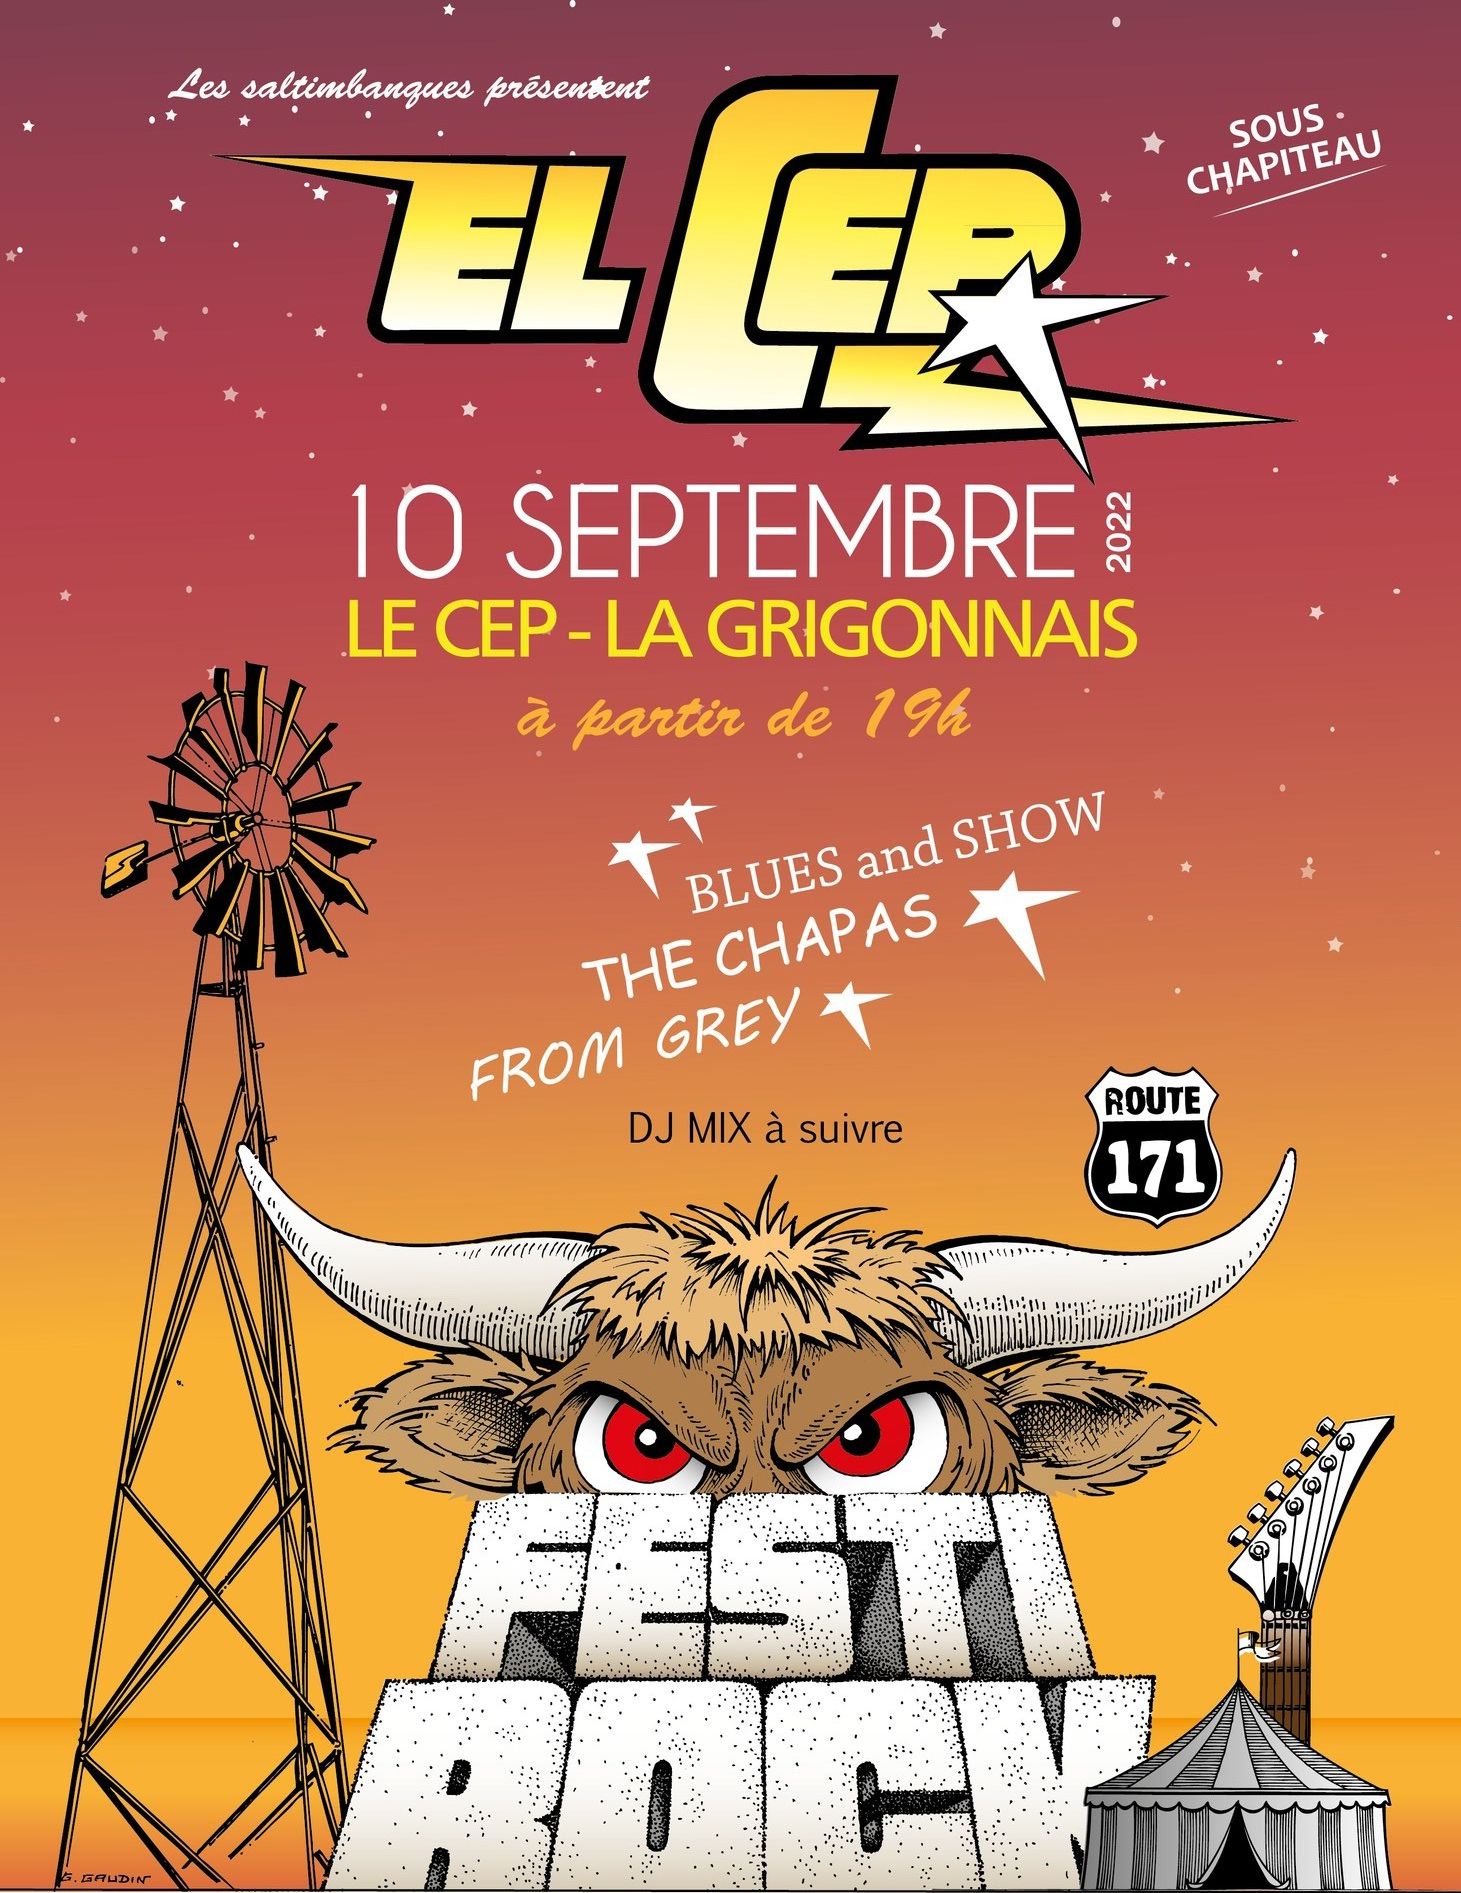 Les saltimbanques présentent
SOUS
CHAPITEAU
EL CEP
10 SEPTEMBRE 2022
LE CEP - LA GRIGONNAIS
à partir de 19h
BLUES and SHOW
THE CHAPAS
FROM GREY
DJ MIX à suivre
ROUTE
171
FESTI
ROCK
G. GAUDIN